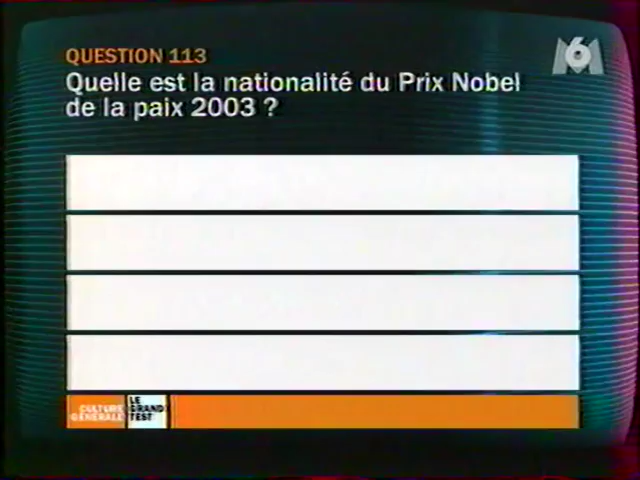 QUESTION 113
M6
Quelle est la nationalité du Prix Nobel
de la paix 2003 ?
CULTURE
GÉNÉRALE
LE
GRAND
TEST